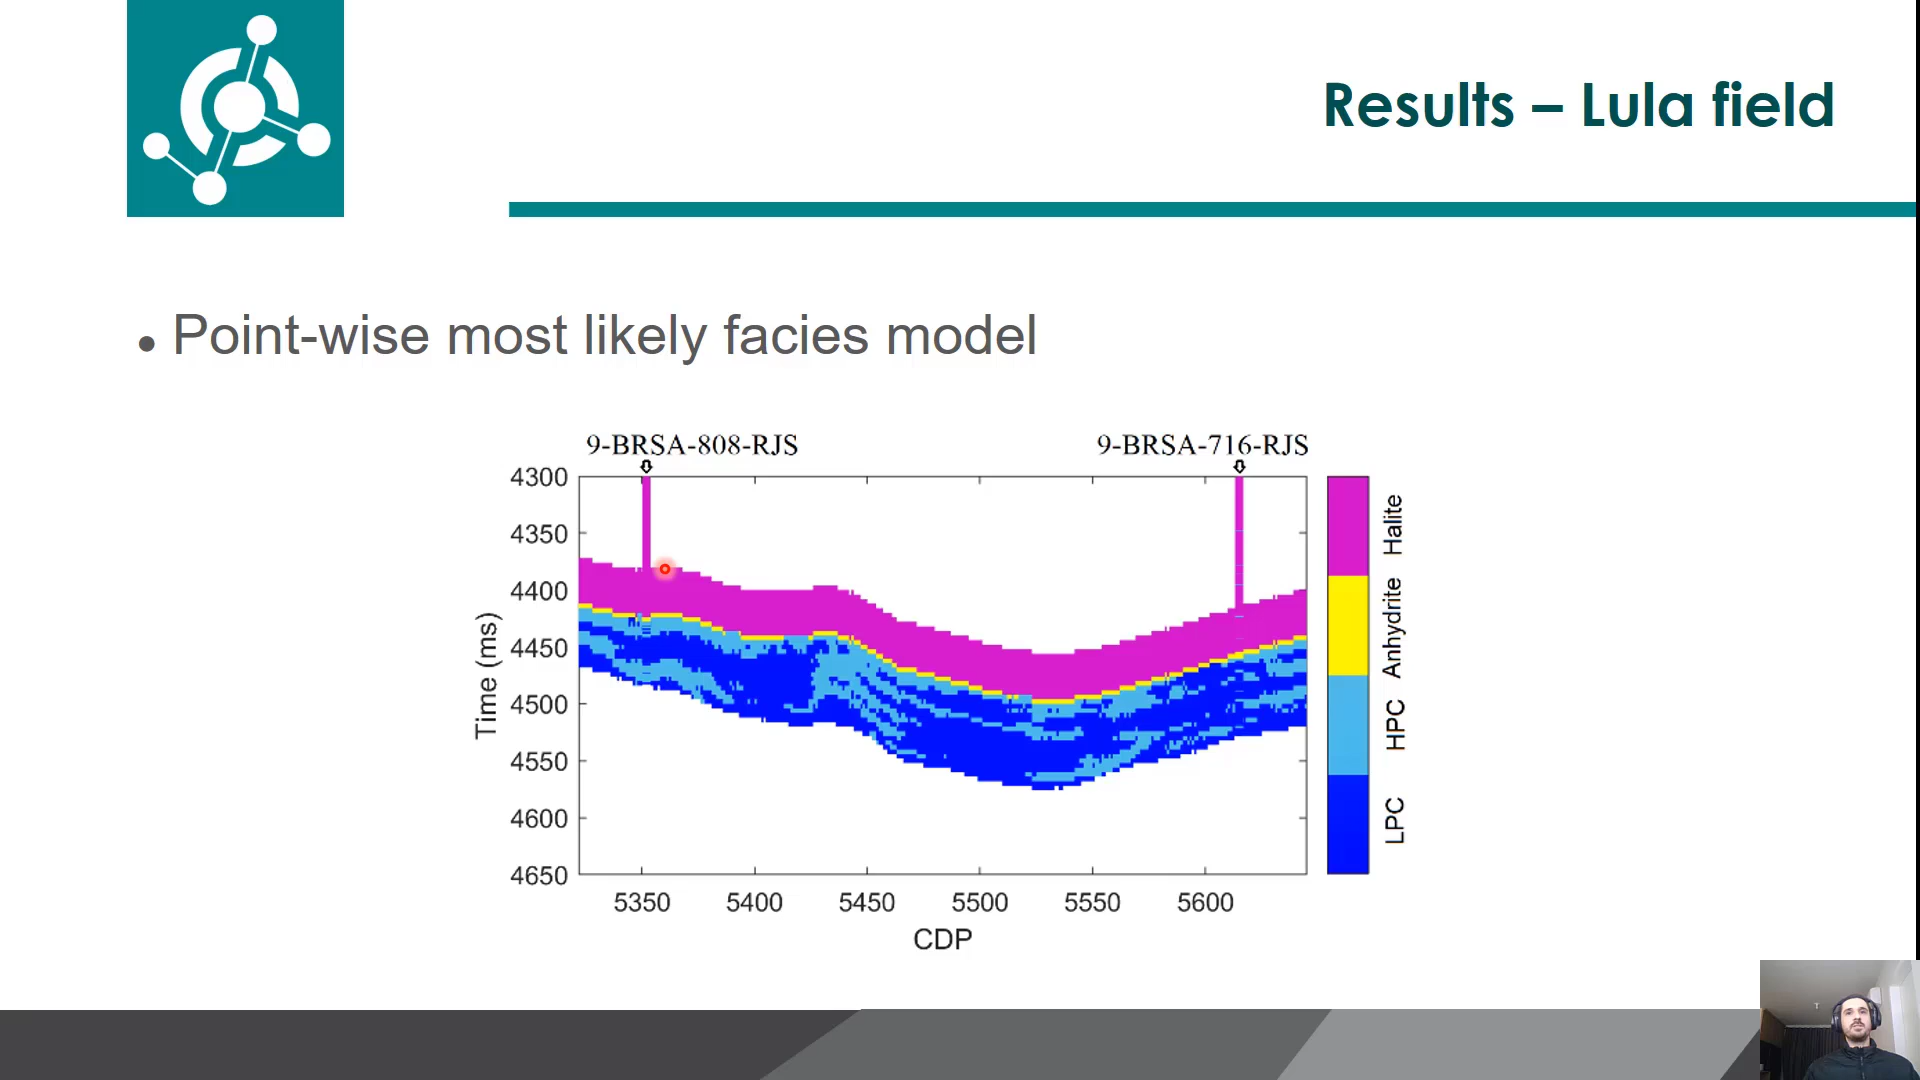 Results – Lula field
• Point-wise most likely facies model
9-BRSA-808-RJS
9-BRSA-716-RJS
4300
4350
4400
4450
4500
4550
4600
4650
Time (ms)
5350 5400 5450 5500 5550 5600
CDP
Halite
Anhydrite
HPC
LPC